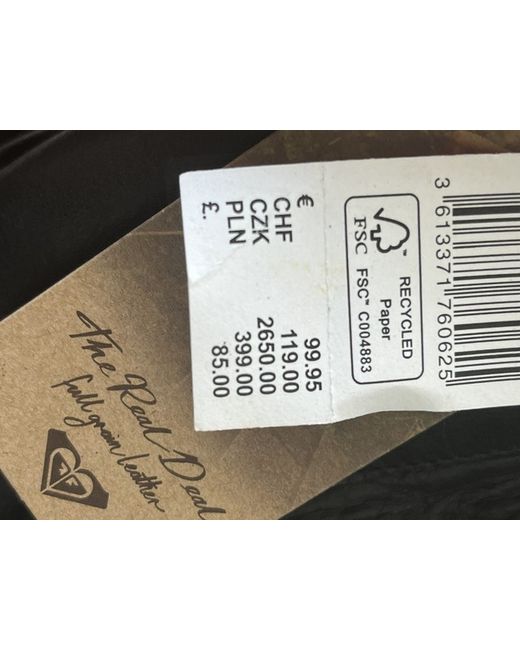 3 613371 760625
RECYCLED
Paper
FSC™ C004883
FSC
€ 99.95
CHF 119.00
CZK 2650.00
PLN 399.00
£. 85.00
The Real Deal
full grain leather